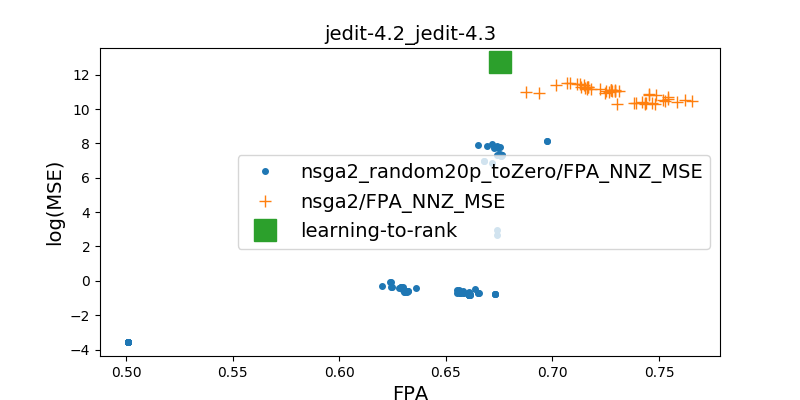 jedit-4.2_jedit-4.3
12
10
8
6
4
2
0
−2
−4
log(MSE)
nsga2_random20p_toZero/FPA_NNZ_MSE
nsga2/FPA_NNZ_MSE
learning-to-rank
0.50 0.55 0.60 0.65 0.70 0.75
FPA